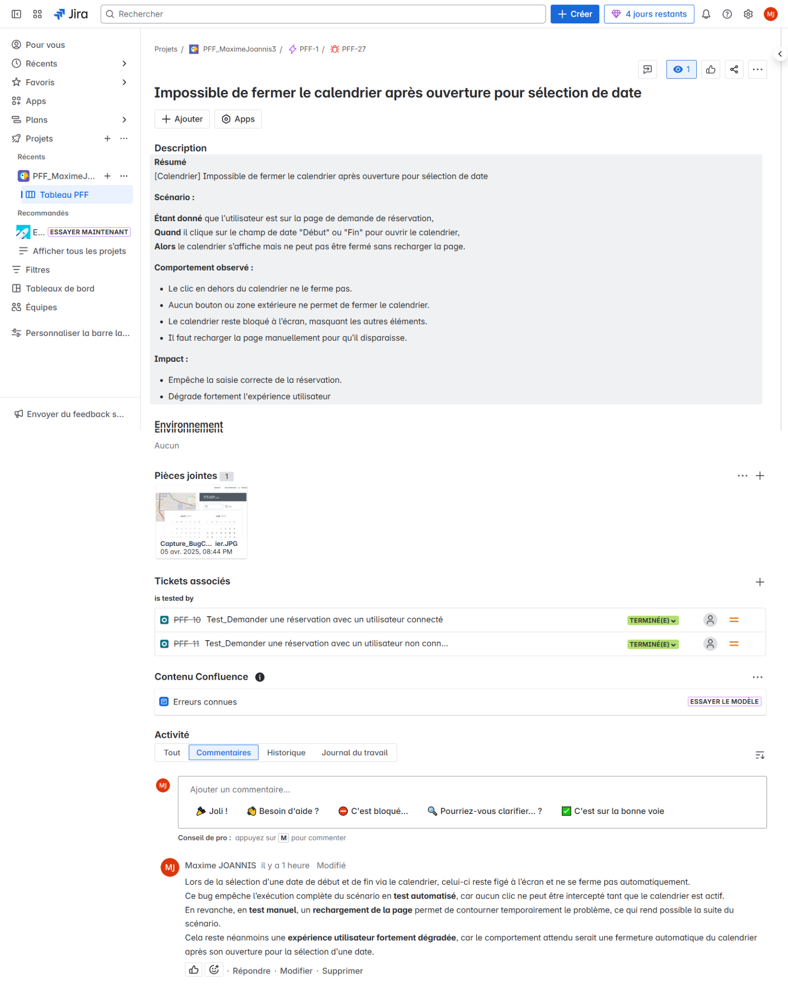 Jira
Rechercher
Créer
4 jours restants
MJ
Pour vous
Récents
Favoris
Apps
Plans
Projets
Récents
PFF_MaximeJ...
Tableau PFF
Recommandés
E... ESSAYER MAINTENANT
Afficher tous les projets
Filtres
Tableaux de bord
Équipes
Personnaliser la barre la...
Envoyer du feedback s...
Projets / PFF_MaximeJoannis3 / PFF-1 / PFF-27
1
Impossible de fermer le calendrier après ouverture pour sélection de date
Ajouter
Apps
Description
Résumé
[Calendrier] Impossible de fermer le calendrier après ouverture pour sélection de date
Scénario :
Étant donné que l’utilisateur est sur la page de demande de réservation,
Quand il clique sur le champ de date "Début" ou "Fin" pour ouvrir le calendrier,
Alors le calendrier s’affiche mais ne peut pas être fermé sans recharger la page.
Comportement observé :
• Le clic en dehors du calendrier ne le ferme pas.
• Aucun bouton ou zone extérieure ne permet de fermer le calendrier.
• Le calendrier reste bloqué à l’écran, masquant les autres éléments.
• Il faut recharger la page manuellement pour qu’il disparaisse.
Impact :
• Empêche la saisie correcte de la réservation.
• Dégrade fortement l'expérience utilisateur
Environnement
Environnement
Aucun
Pièces jointes 1
175.00€
avril 2025
mai 2025
Capture_BugC... ier.JPG
05 avr. 2025, 08:44 PM
Tickets associés
is tested by
PFF-10 Test_Demander une réservation avec un utilisateur connecté TERMINÉ(E)
PFF-11 Test_Demander une réservation avec un utilisateur non conn... TERMINÉ(E)
Contenu Confluence
Erreurs connues ESSAYER LE MODÈLE
Activité
Tout Commentaires Historique Journal du travail
MJ
Ajouter un commentaire...
Joli ! Besoin d'aide ? C'est bloqué... Pourriez-vous clarifier... ? C'est sur la bonne voie
Conseil de pro : appuyez sur M pour commenter
MJ
Maxime JOANNIS il y a 1 heure Modifié
Lors de la sélection d’une date de début et de fin via le calendrier, celui-ci reste figé à l’écran et ne se ferme pas automatiquement.
Ce bug empêche l’exécution complète du scénario en test automatisé, car aucun clic ne peut être intercepté tant que le calendrier est actif.
En revanche, en test manuel, un rechargement de la page permet de contourner temporairement le problème, ce qui rend possible la suite du
scénario.
Cela reste néanmoins une expérience utilisateur fortement dégradée, car le comportement attendu serait une fermeture automatique du calendrier
après son ouverture pour la sélection d’une date.
· Répondre · Modifier · Supprimer